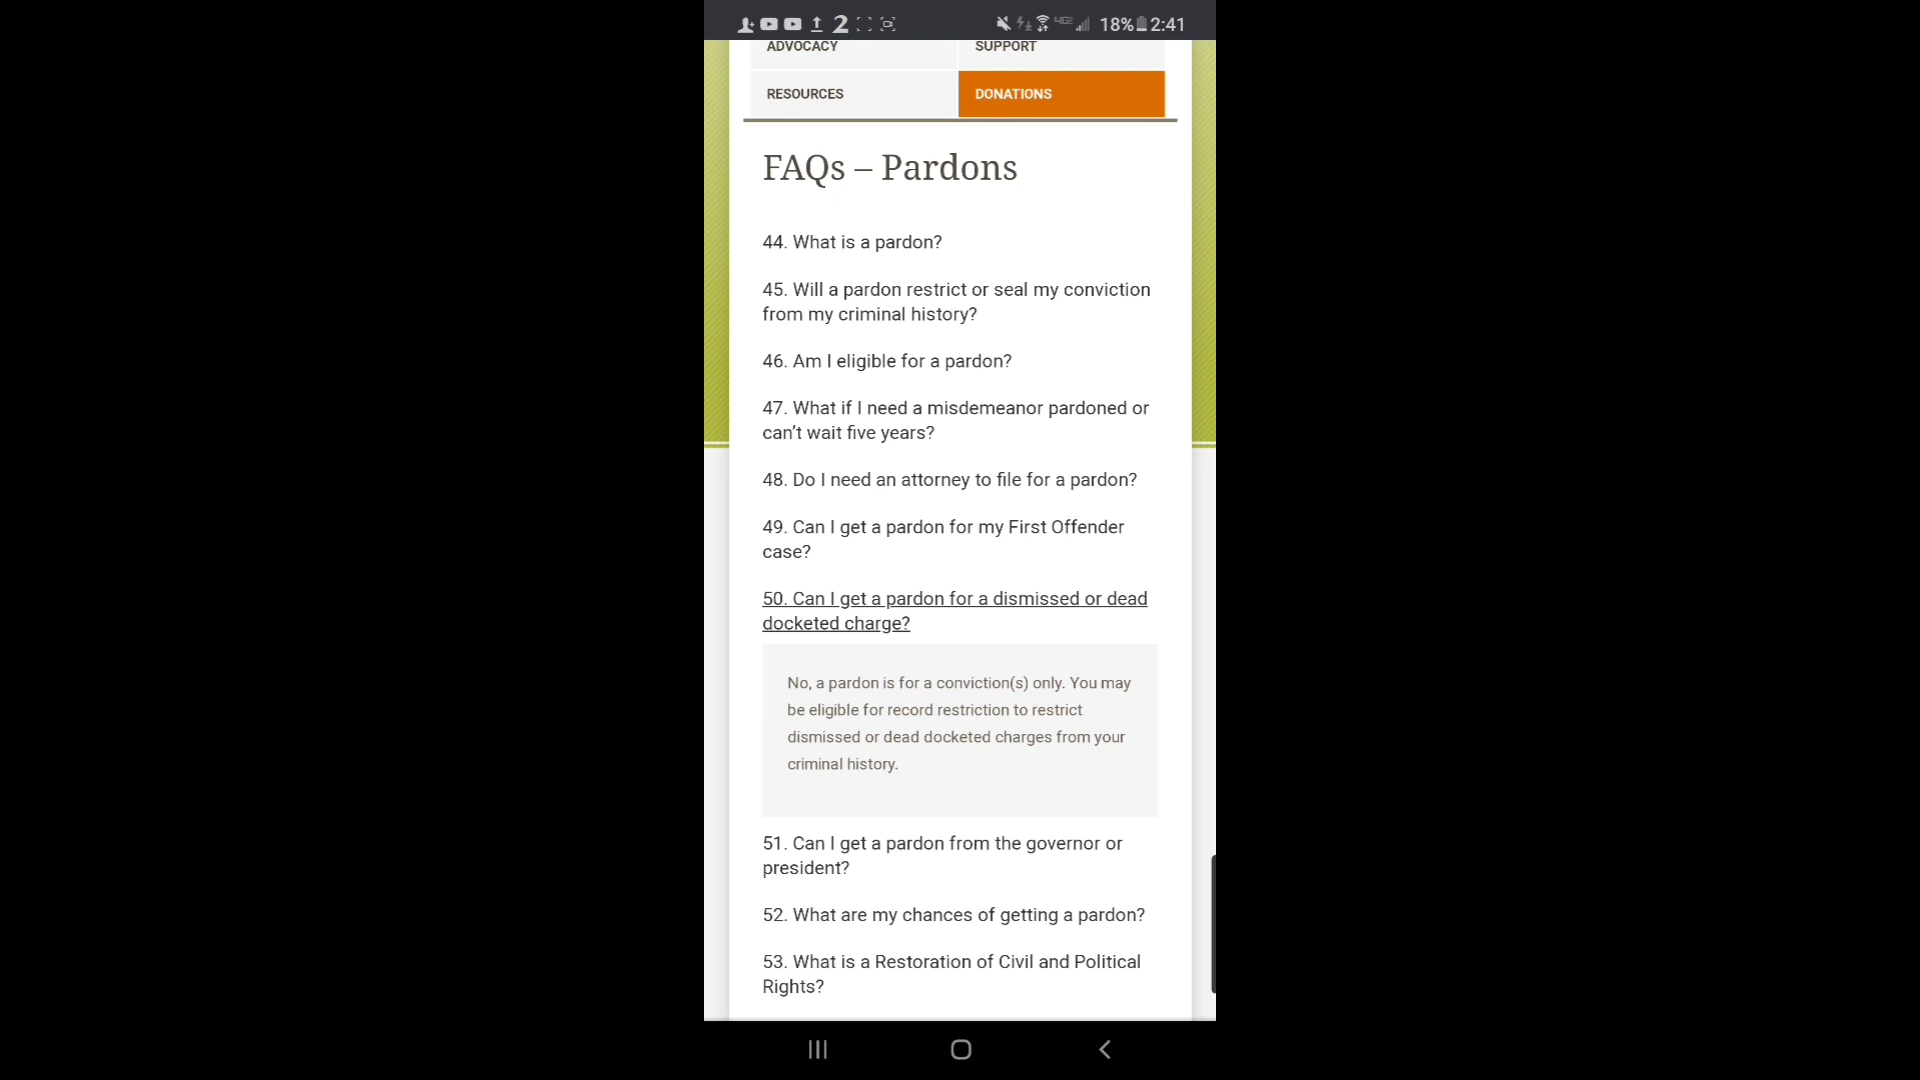 2 18% 2:41
ADVOCACY SUPPORT
RESOURCES DONATIONS
FAQs – Pardons
44. What is a pardon?
45. Will a pardon restrict or seal my conviction
from my criminal history?
46. Am I eligible for a pardon?
47. What if I need a misdemeanor pardoned or
can’t wait five years?
48. Do I need an attorney to file for a pardon?
49. Can I get a pardon for my First Offender
case?
50. Can I get a pardon for a dismissed or dead
docketed charge?
No, a pardon is for a conviction(s) only. You may
be eligible for record restriction to restrict
dismissed or dead docketed charges from your
criminal history.
51. Can I get a pardon from the governor or
president?
52. What are my chances of getting a pardon?
53. What is a Restoration of Civil and Political
Rights?